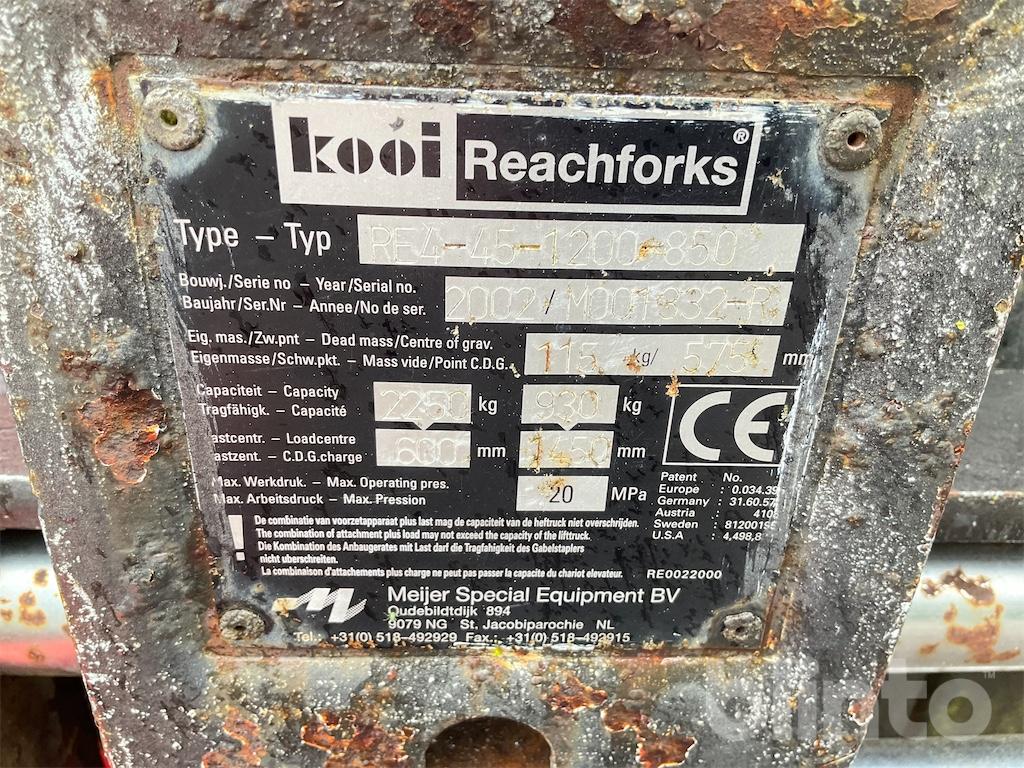 kooi Reachforks®
Type – Typ RE4-45-1200-850
Bouwj./Serie no – Year/Serial no.
Baujahr/Ser.Nr – Annee/No de ser. 2002/ M001832-R
Eig. mas./Zw.pnt – Dead mass/Centre of grav.
Eigenmasse/Schw.pkt. – Mass vide/Point C.D.G. 115 kg/ 575 mm
Capaciteit – Capacity
Tragfähigk. – Capacité 2250 kg 930 kg
– Loadcentre
– C.D.G.charge 600 mm 1450 mm
Max. Werkdruk. – Max. Operating pres.
Max. Arbeitsdruck – Max. Pression 20 MPa
CE
Patent No.
Europe : 0.034.39
Germany : 31.60.57
Austria : 410
Sweden : 8120019
U.S.A : 4,498,8
! De combinatie van voorzetapparaat plus last mag de capaciteit van de heftruck niet overschrijden.
The combination of attachment plus load may not exceed the capacity of the lifttruck.
Die Kombination des Anbaugerates mit Last darf die Tragfahigkeit des Gabelstaplers
nicht uberschreiten.
La combinaison d'attachements plus charge ne peut pas passer la capacite du chariot elevateur. RE0022000
Meijer Special Equipment BV
Oudebildtdijk 894
9079 NG St. Jacobiparochie NL
Tel.: +31(0)518-492929 Fax.: +31(0)518-492915
olinto™